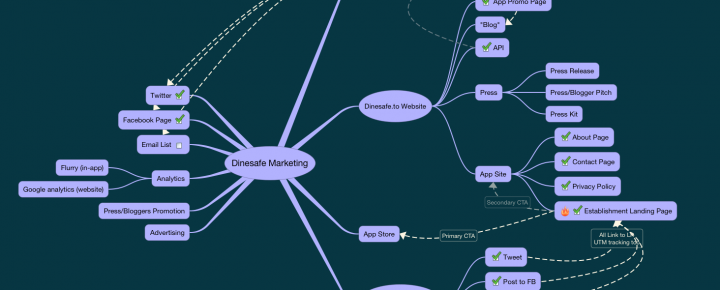 App Promo Page
"Blog"
API
Twitter
Dinesafe.to Website
Press
Press Release
Press/Blogger Pitch
Press Kit
Facebook Page
Email List
Dinesafe Marketing
Flurry (in-app)
Google analytics (website)
Analytics
Press/Bloggers Promotion
Advertising
App Site
About Page
Contact Page
Privacy Policy
Secondary CTA
Establishment Landing Page
App Store
Primary CTA
All Link to
UTM tracking
Tweet
Post to FB